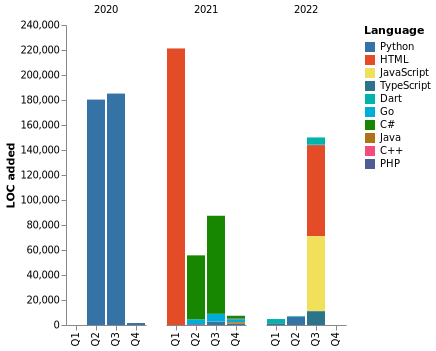 2020 2021 2022
Language
Python
HTML
JavaScript
TypeScript
Dart
Go
C#
Java
C++
PHP
LOC added
240,000
220,000
200,000
180,000
160,000
140,000
120,000
100,000
80,000
60,000
40,000
20,000
0
Q1 Q2 Q3 Q4 Q1 Q2 Q3 Q4 Q1 Q2 Q3 Q4